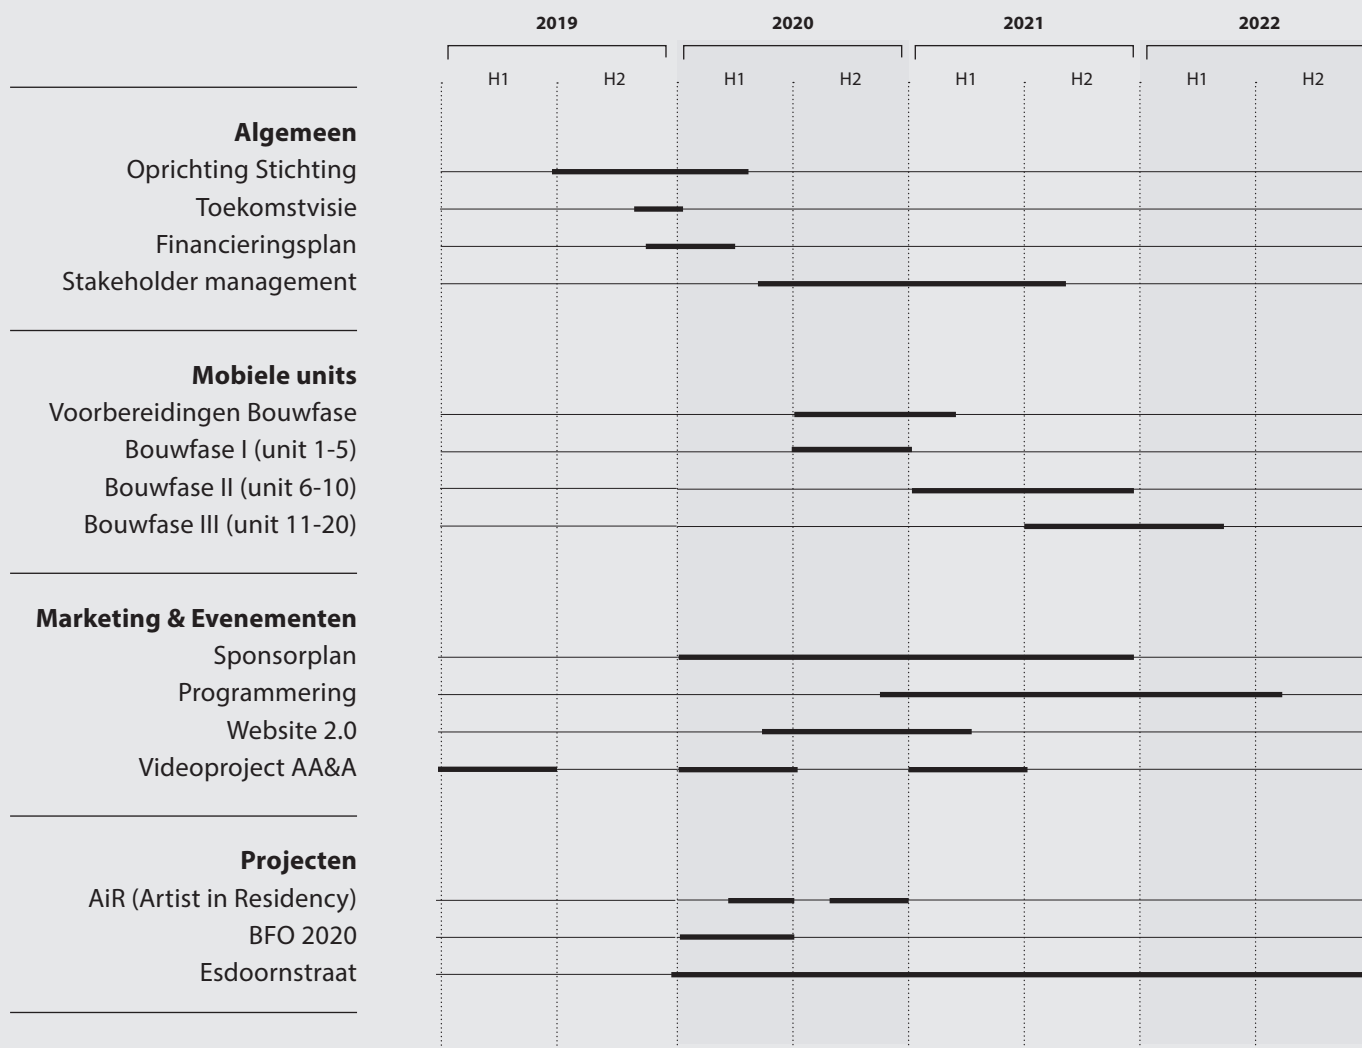 2019 2020 2021 2022
H1 H2 H1 H2 H1 H2 H1 H2
Algemeen
Oprichting Stichting
Toekomstvisie
Financieringsplan
Stakeholder management
Mobiele units
Voorbereidingen Bouwfase
Bouwfase I (unit 1-5)
Bouwfase II (unit 6-10)
Bouwfase III (unit 11-20)
Marketing & Evenementen
Sponsorplan
Programmering
Website 2.0
Videoproject AA&A
Projecten
AiR (Artist in Residency)
BFO 2020
Esdoornstraat